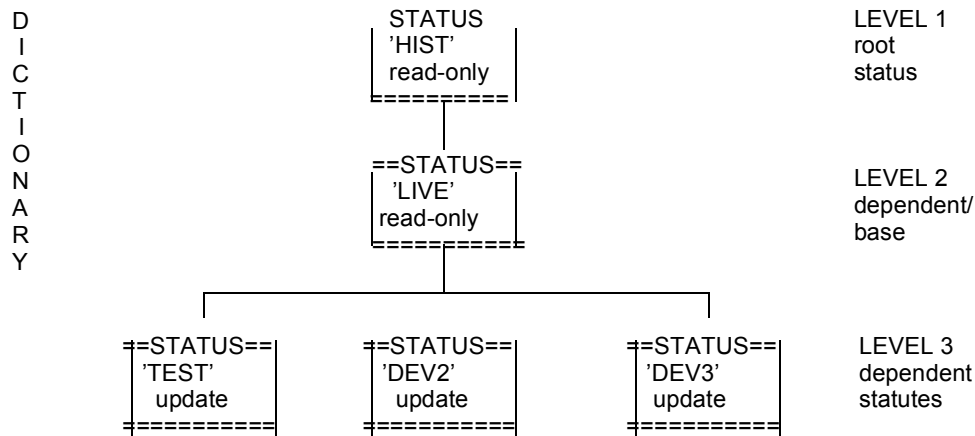 DICTIONARY
STATUS
’HIST’
read-only
==========
LEVEL 1
root
status
==STATUS==
’LIVE’
read-only
===========
LEVEL 2
dependent/
base
==STATUS==
’TEST’
update
===========
==STATUS==
’DEV2’
update
===========
==STATUS==
’DEV3’
update
===========
LEVEL 3
dependent
statutes